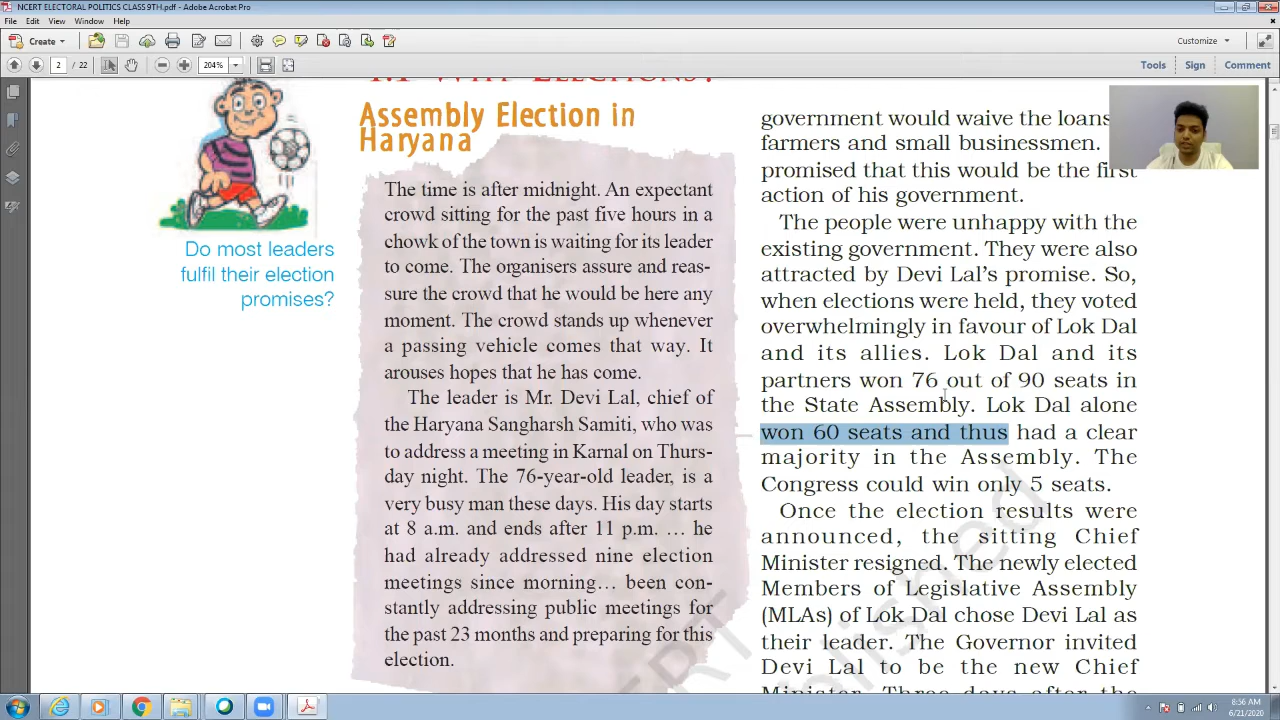 NCERT ELECTORAL POLITICS CLASS 9TH.pdf - Adobe Acrobat Pro
File Edit View Window Help
Create
Customize
2 / 22
204%
Tools Sign Comment
Assembly Election in
Haryana
Do most leaders
fulfil their election
promises?
The time is after midnight. An expectant
crowd sitting for the past five hours in a
chowk of the town is waiting for its leader
to come. The organisers assure and reas-
sure the crowd that he would be here any
moment. The crowd stands up whenever
a passing vehicle comes that way. It
arouses hopes that he has come.
The leader is Mr. Devi Lal, chief of
the Haryana Sangharsh Samiti, who was
to address a meeting in Karnal on Thurs-
day night. The 76-year-old leader, is a
very busy man these days. His day starts
at 8 a.m. and ends after 11 p.m. … he
had already addressed nine election
meetings since morning… been con-
stantly addressing public meetings for
the past 23 months and preparing for this
election.
government would waive the loans
farmers and small businessmen.
promised that this would be the first
action of his government.
The people were unhappy with the
existing government. They were also
attracted by Devi Lal's promise. So,
when elections were held, they voted
overwhelmingly in favour of Lok Dal
and its allies. Lok Dal and its
partners won 76 out of 90 seats in
the State Assembly. Lok Dal alone
won 60 seats and thus had a clear
majority in the Assembly. The
Congress could win only 5 seats.
Once the election results were
announced, the sitting Chief
Minister resigned. The newly elected
Members of Legislative Assembly
(MLAs) of Lok Dal chose Devi Lal as
their leader. The Governor invited
Devi Lal to be the new Chief
Minister. Three days after the
8:36 AM
6/21/2020